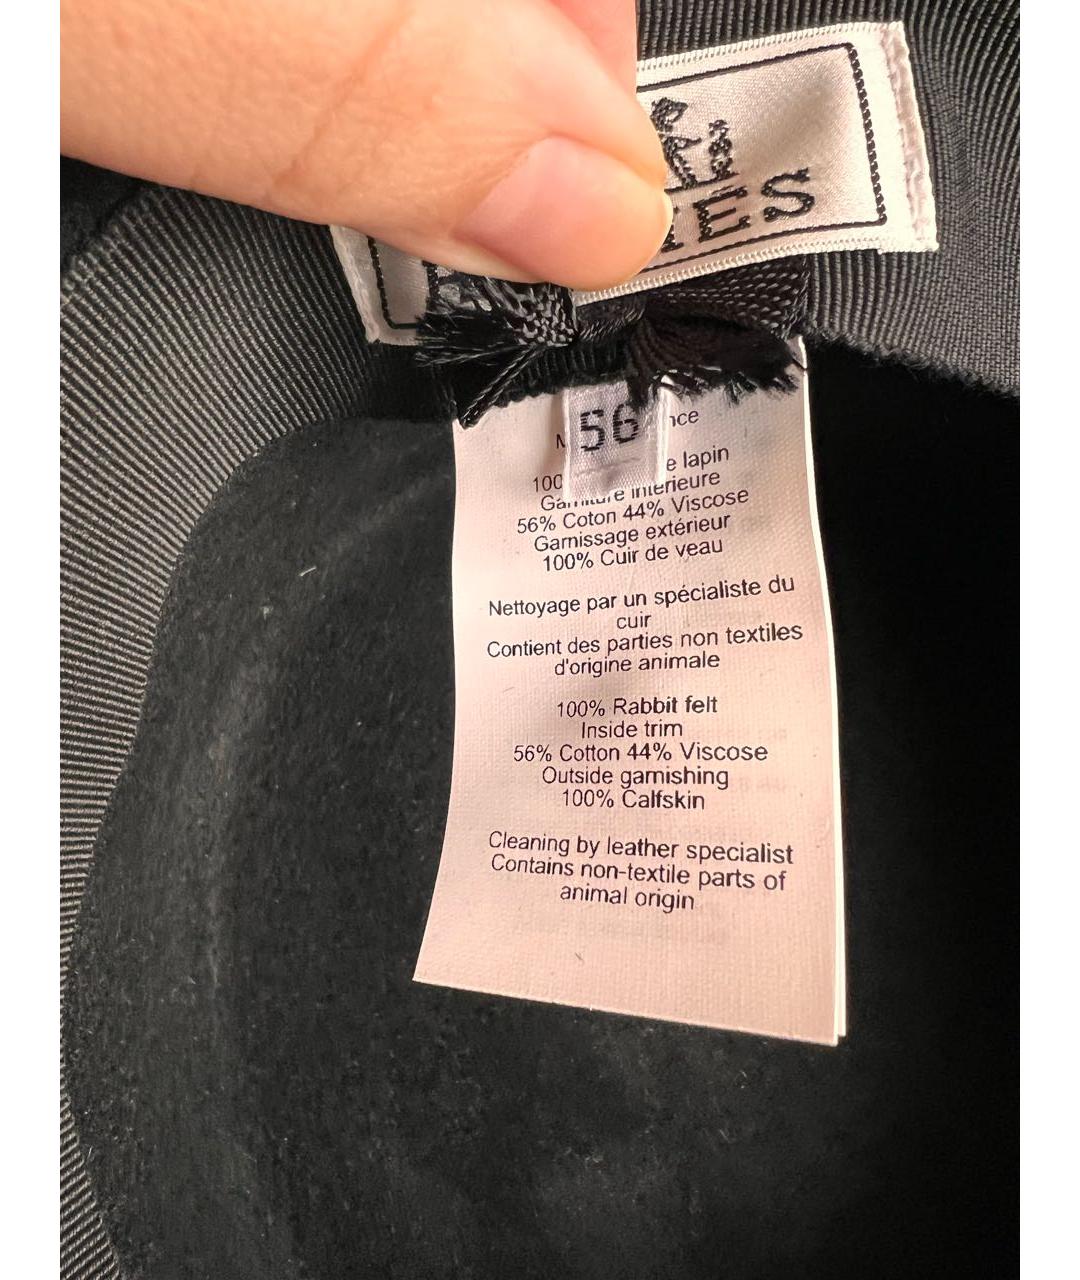 56
100
e lapin
56% Coton 44% Viscose
Garnissage extérieur
100% Cuir de veau
Nettoyage par un spécialiste du
cuir
Contient des parties non textiles
d'origine animale
100% Rabbit felt
Inside trim
56% Cotton 44% Viscose
Outside garnishing
100% Calfskin
Cleaning by leather specialist
Contains non-textile parts of
animal origin